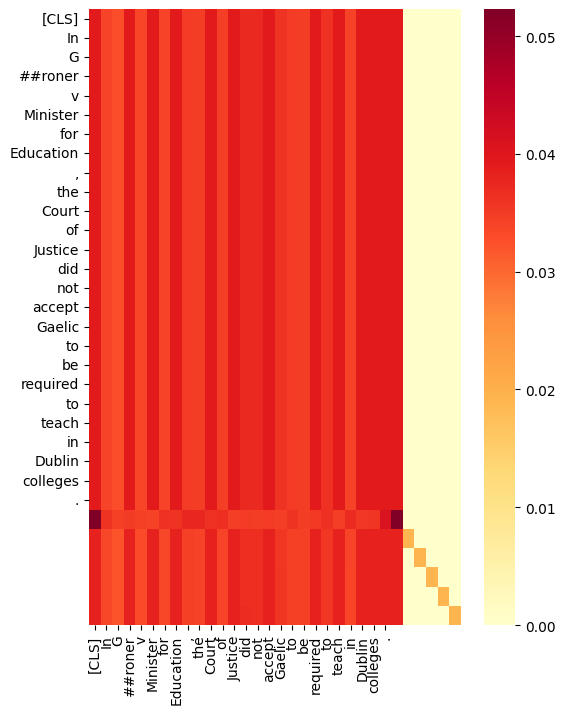 [CLS]
In
G
##roner
v
Minister
for
Education
,
the
Court
of
Justice
did
not
accept
Gaelic
to
be
required
to
teach
in
Dublin
colleges
.
0.05
0.04
0.03
0.02
0.01
0.00
[CLS]
In
G
##roner
v
Minister
for
Education
,
the
Court
of
Justice
did
not
accept
Gaelic
to
be
required
to
teach
in
Dublin
colleges
.